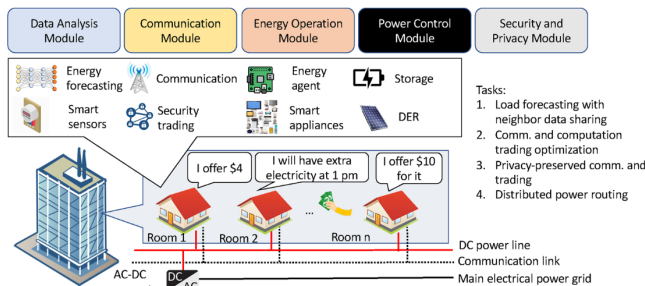 Data Analysis
Module
Communication
Module
Energy Operation
Module
Power Control
Module
Security and
Privacy Module
Energy
forecasting
Communication
Energy
agent
Storage
Smart
sensors
Security
trading
Smart
appliances
DER
Tasks:
1. Load forecasting with
neighbor data sharing
2. Comm. and computation
trading optimization
3. Privacy-preserved comm. and
trading
4. Distributed power routing
I offer $4
I will have extra
electricity at 1 pm
I offer $10
for it
...
Room 1
Room 2
Room n
DC power line
Communication link
AC-DC
DC
AC
Main electrical power grid